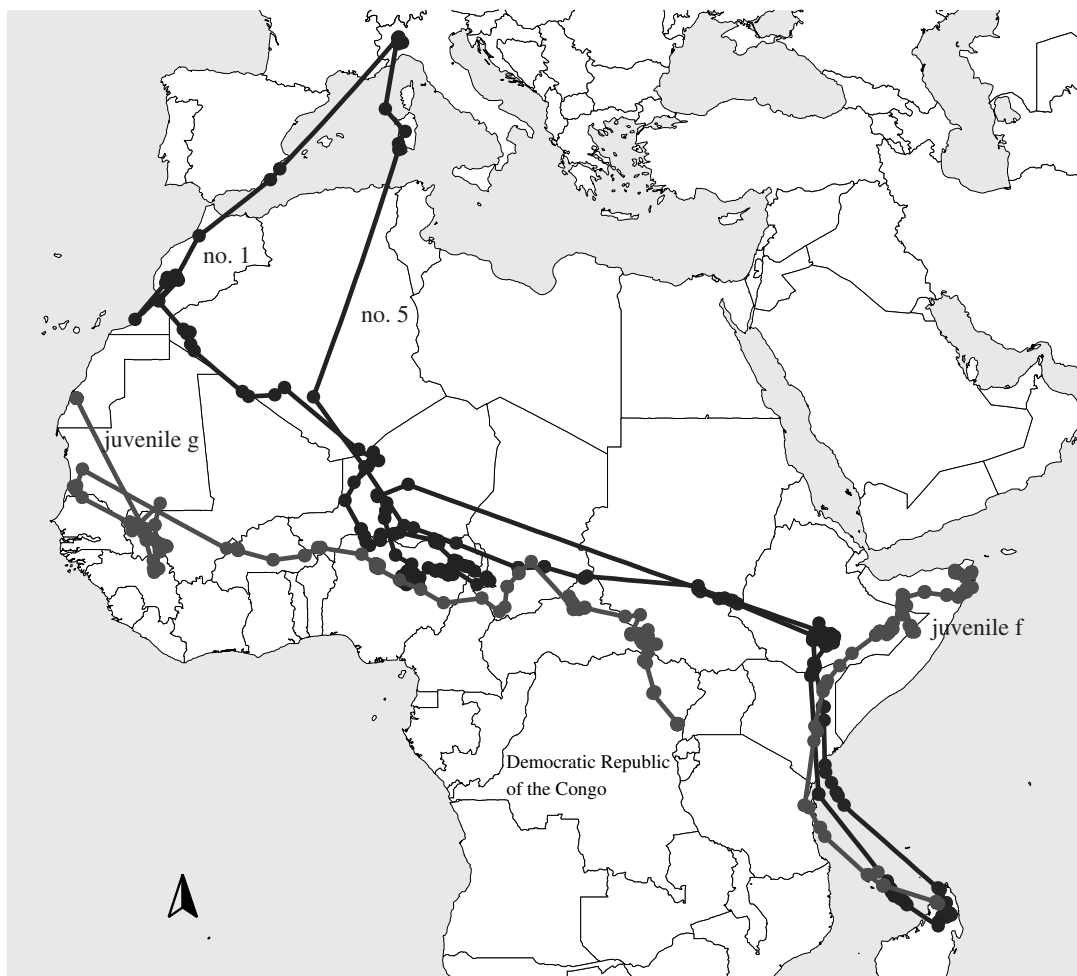 no. 1
no. 5
juvenile g
juvenile f
Democratic Republic
of the Congo